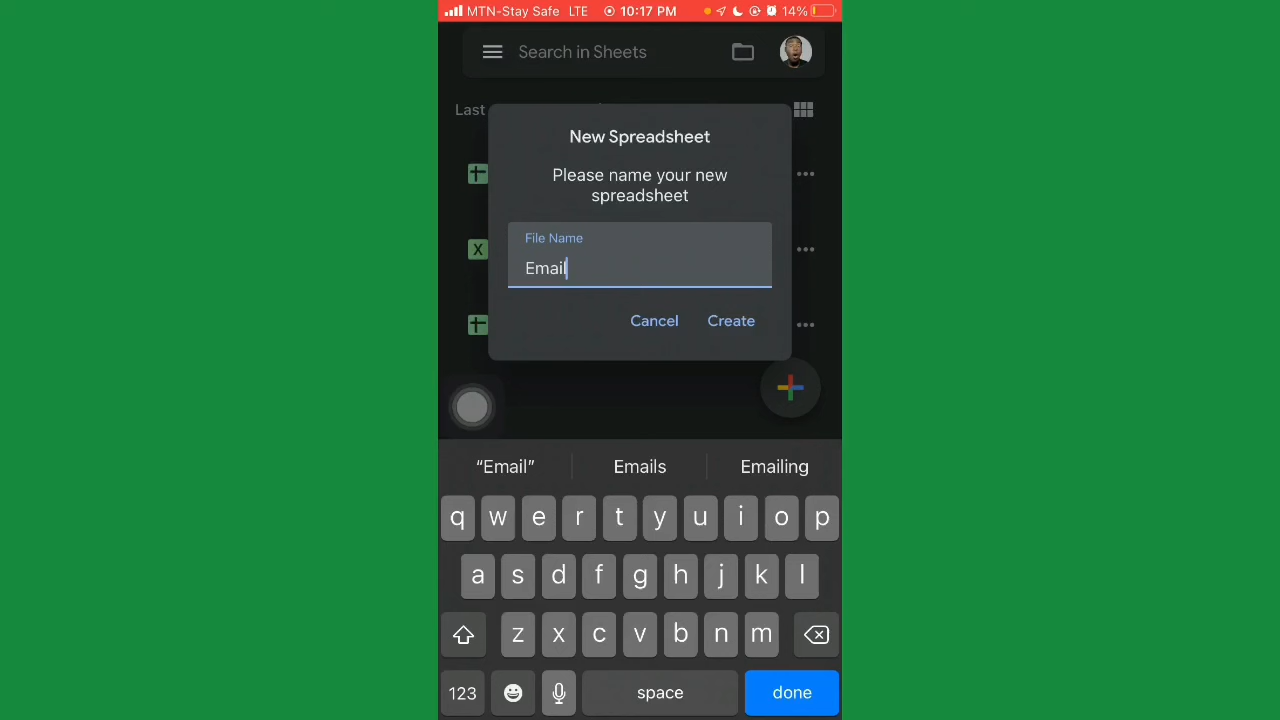 MTN-Stay Safe LTE 10:17 PM 14%
Search in Sheets
Last
New Spreadsheet
Please name your new
spreadsheet
File Name
Email
Cancel Create
X
“Email” Emails Emailing
q w e r t y u i o p
a s d f g h j k l
z x c v b n m
123 space done